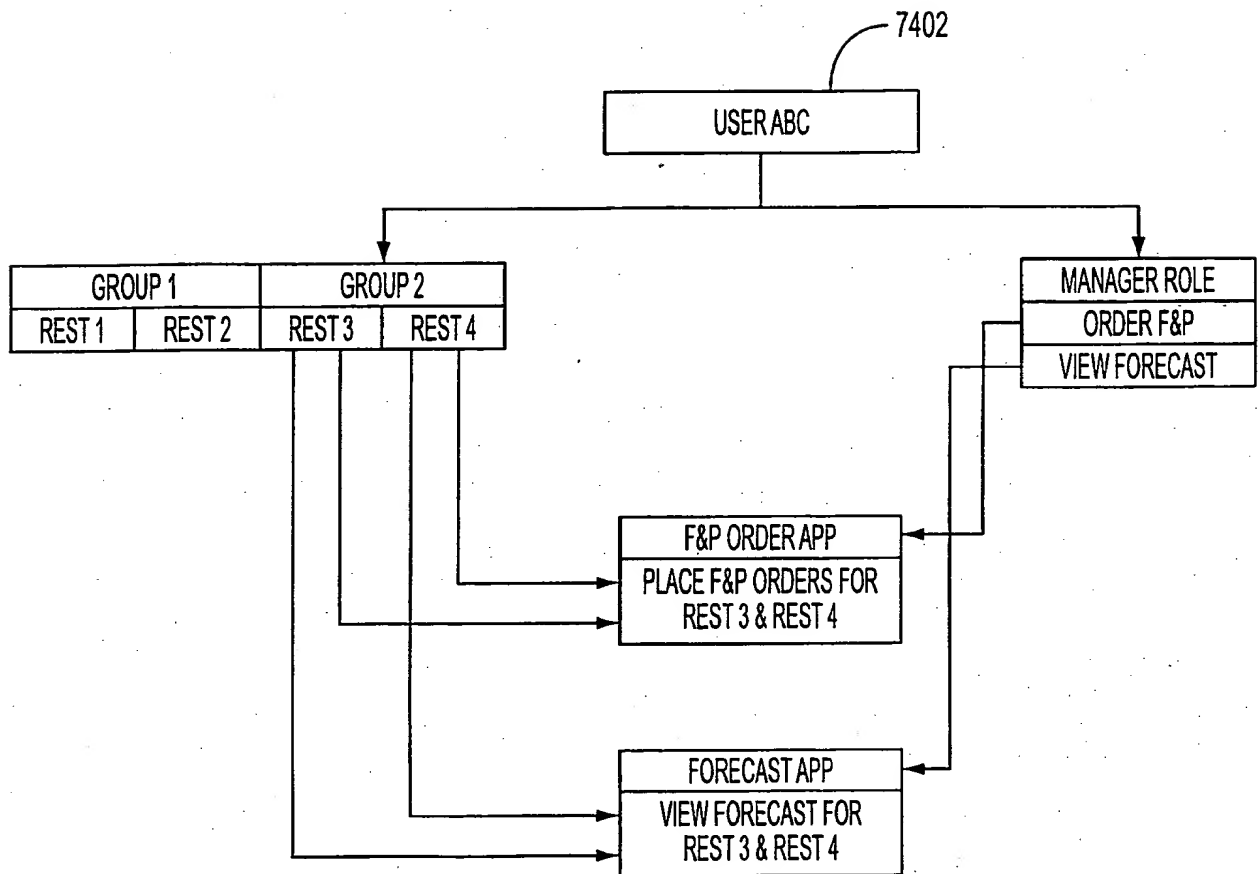 7402
USER ABC
GROUP 1
GROUP 2
REST 1
REST 2
REST 3
REST 4
MANAGER ROLE
ORDER F&P
VIEW FORECAST
F&P ORDER APP
PLACE F&P ORDERS FOR
REST 3 & REST 4
FORECAST APP
VIEW FORECAST FOR
REST 3 & REST 4